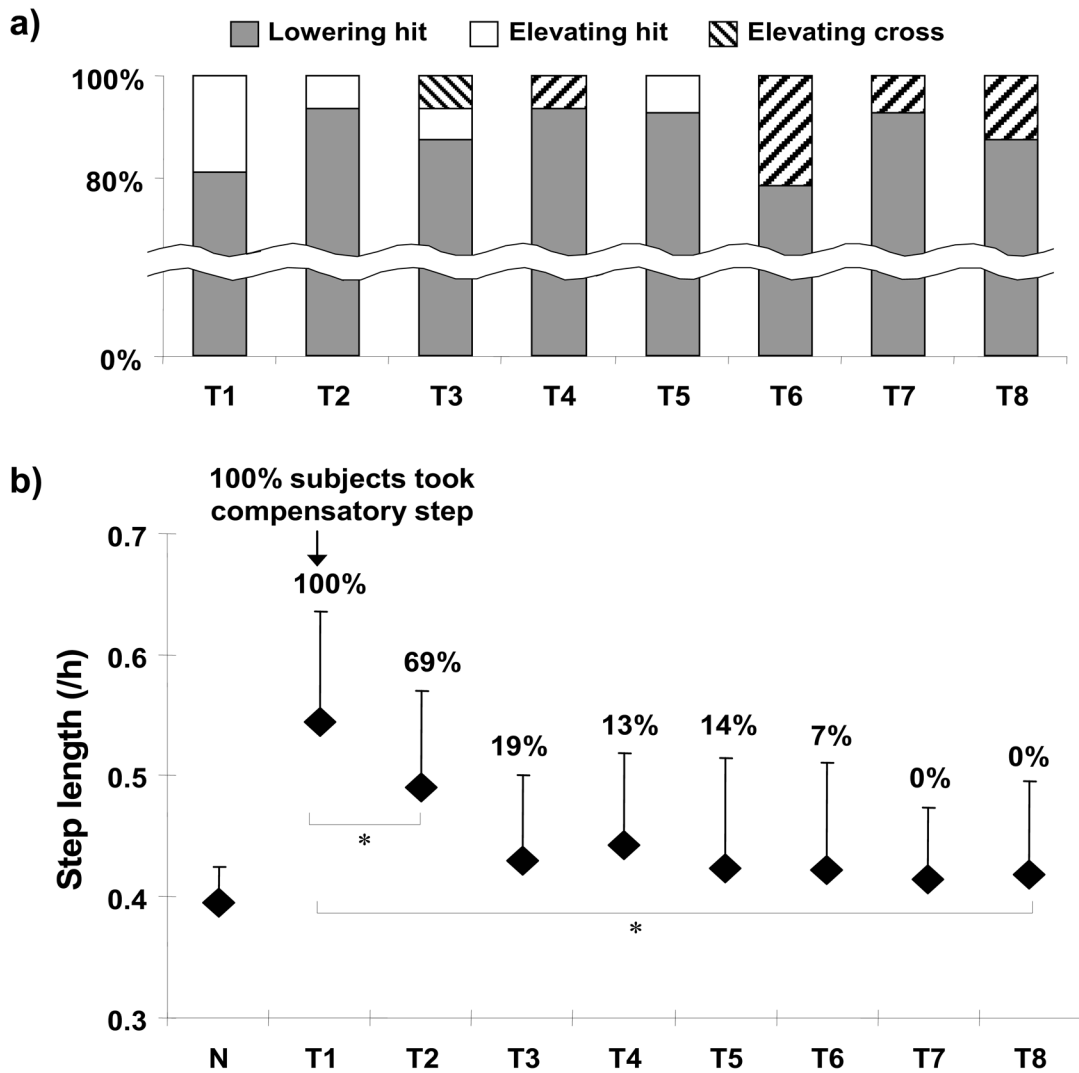 a)
Lowering hit Elevating hit Elevating cross
100%
80%
0%
T1 T2 T3 T4 T5 T6 T7 T8
b)
100% subjects took
compensatory step
0.7
100%
0.6
69%
19%
13%
14%
7%
0%
0%
0.5
Step length (/h)
*
0.4
*
0.3
N T1 T2 T3 T4 T5 T6 T7 T8